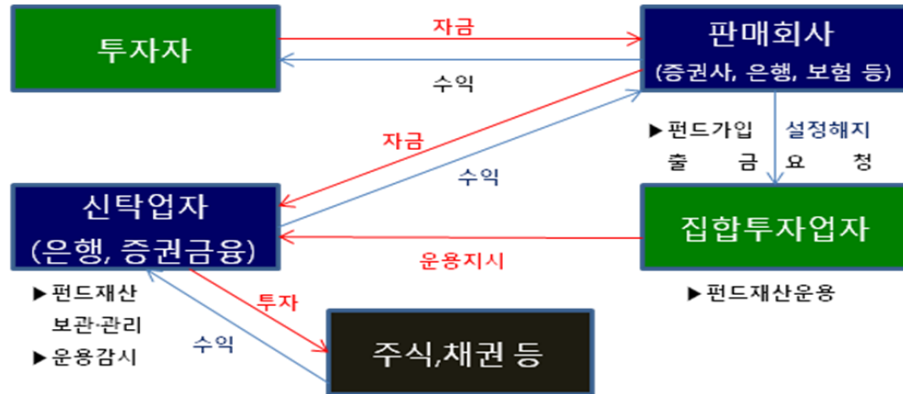 투자자
자금
수익
판매회사
(증권사, 은행, 보험 등)
▶펀드가입 설정해지
출 금 요 청
자금
수익
신탁업자
(은행, 증권금융)
운용지시
집합투자업자
▶펀드재산
보관·관리
▶운용감시
▶펀드재산운용
투자
수익
주식,채권 등